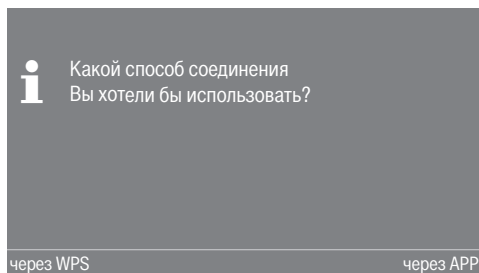 Какой способ соединения
Вы хотели бы использовать?
через WPS
через APP